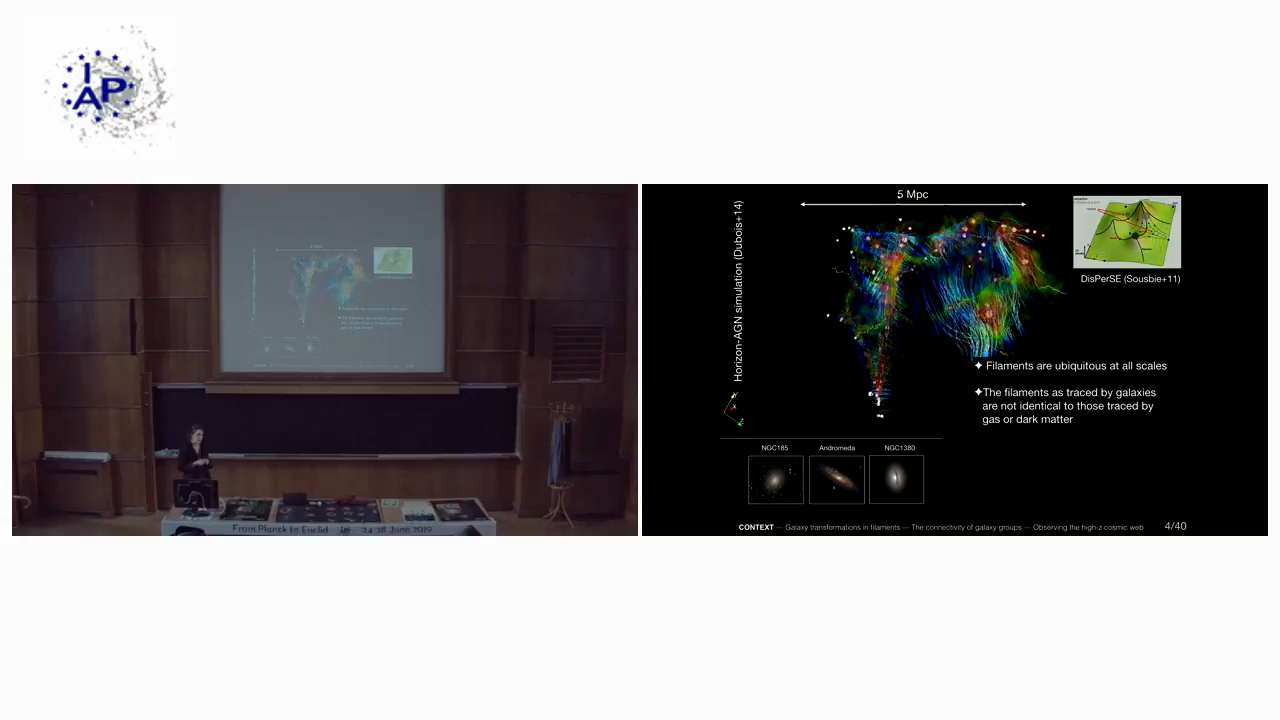 I
A P
5 Mpc
Horizon-AGN simulation (Dubois+14)
DisPerSE (Sousbie+11)
✦ Filaments are ubiquitous at all scales
✦The filaments as traced by galaxies
are not identical to those traced by
gas or dark matter
NGC185
Andromeda
NGC1380
CONTEXT — Galaxy transformations in filaments — The connectivity of galaxy groups — Observing the high-z cosmic web
4/40
From Planck to Euclid
24-26 June 2019